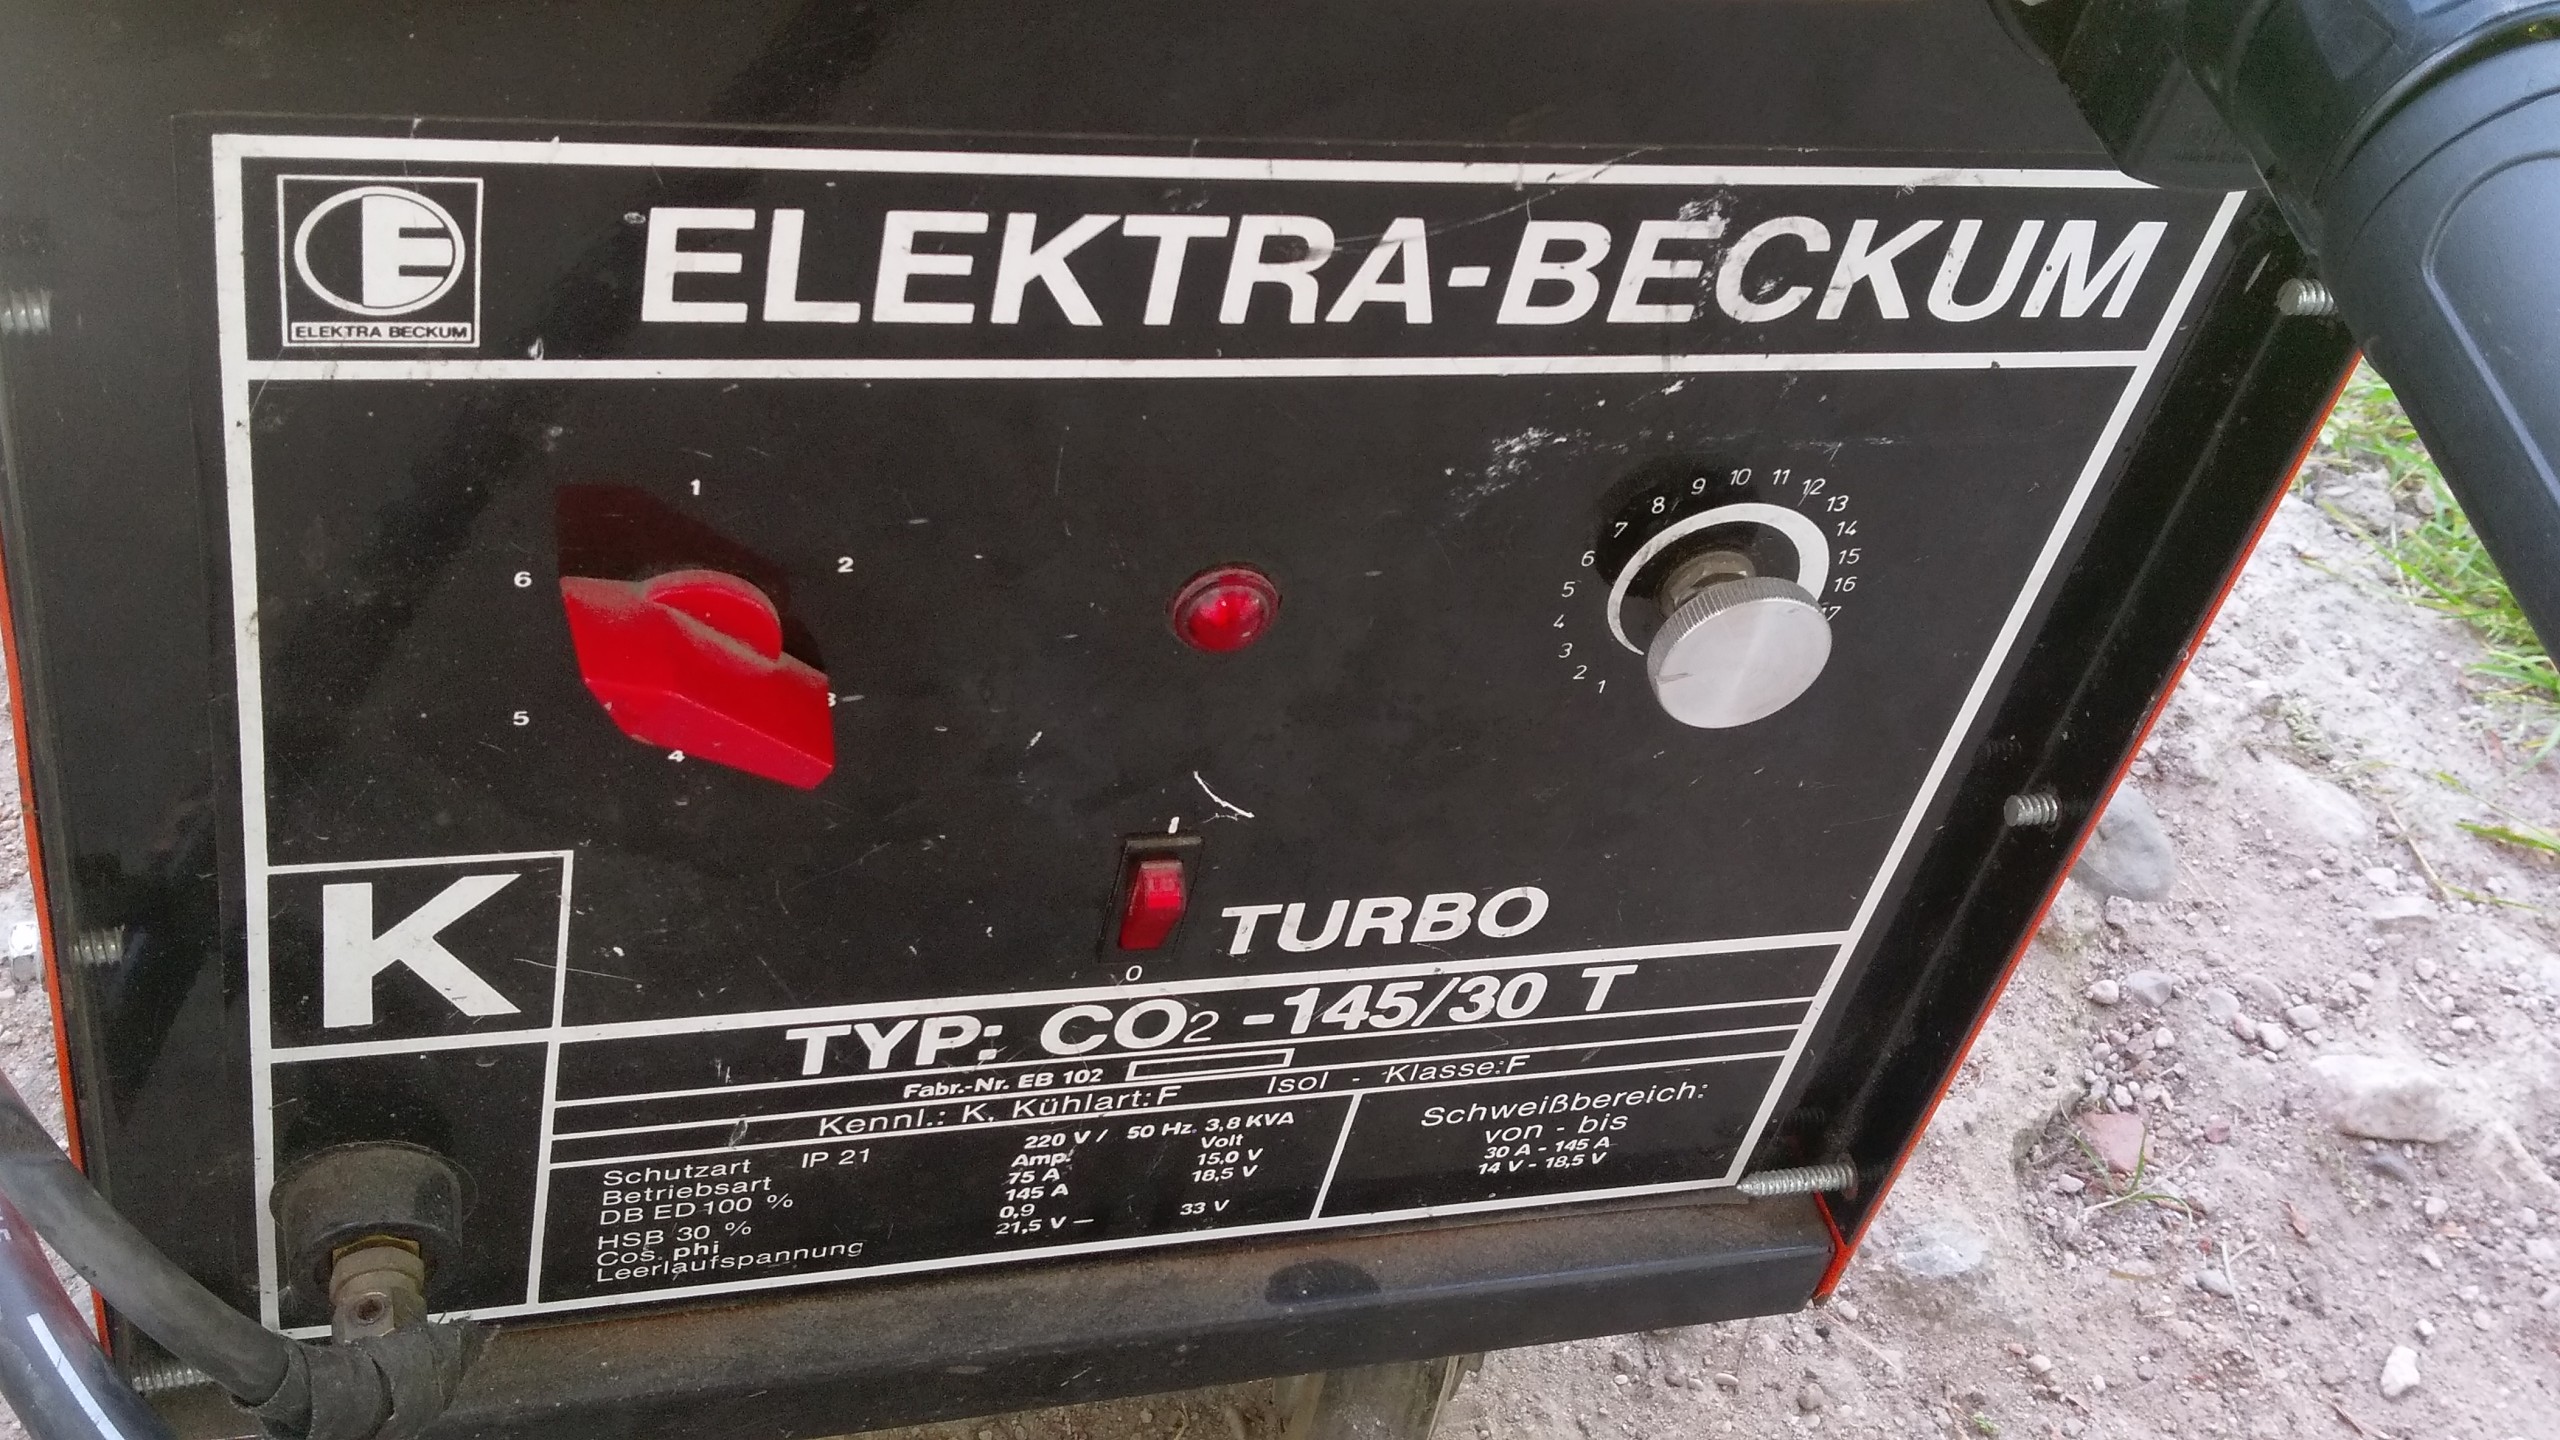 ELEKTRA BECKUM
ELEKTRA-BECKUM
1
2
3
4
5
6
1
2
3
4
5
6
7
8
9
10
11
12
13
14
15
16
17
I
0
TURBO
K
TYP: CO2 -145/30 T
Fabr.-Nr. EB 102
Kennl.: K. Kühlart: F Isol - Klasse: F
220 V / 50 Hz. 3,8 KVA
Schutzart IP 21
Betriebsart Amp. Volt
DB ED 100 % 75 A 15.0 V
HSB 30 % 145 A 18,5 V
Cos. phi 0,9
Leerlaufspannung 21,5 V — 33 V
Schweißbereich:
von - bis
30 A - 145 A
14 V - 18,5 V